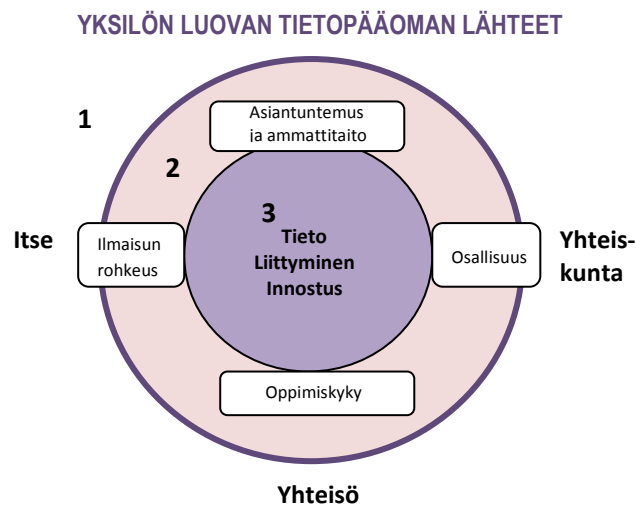 YKSILÖN LUOVAN TIETOPÄÄOMAN LÄHTEET
1
Asiantuntemus
ja ammattitaito
2
3
Itse
Ilmaisun
rohkeus
Tieto
Liittyminen
Innostus
Osallisuus
Yhteis-
kunta
Oppimiskyky
Yhteisö